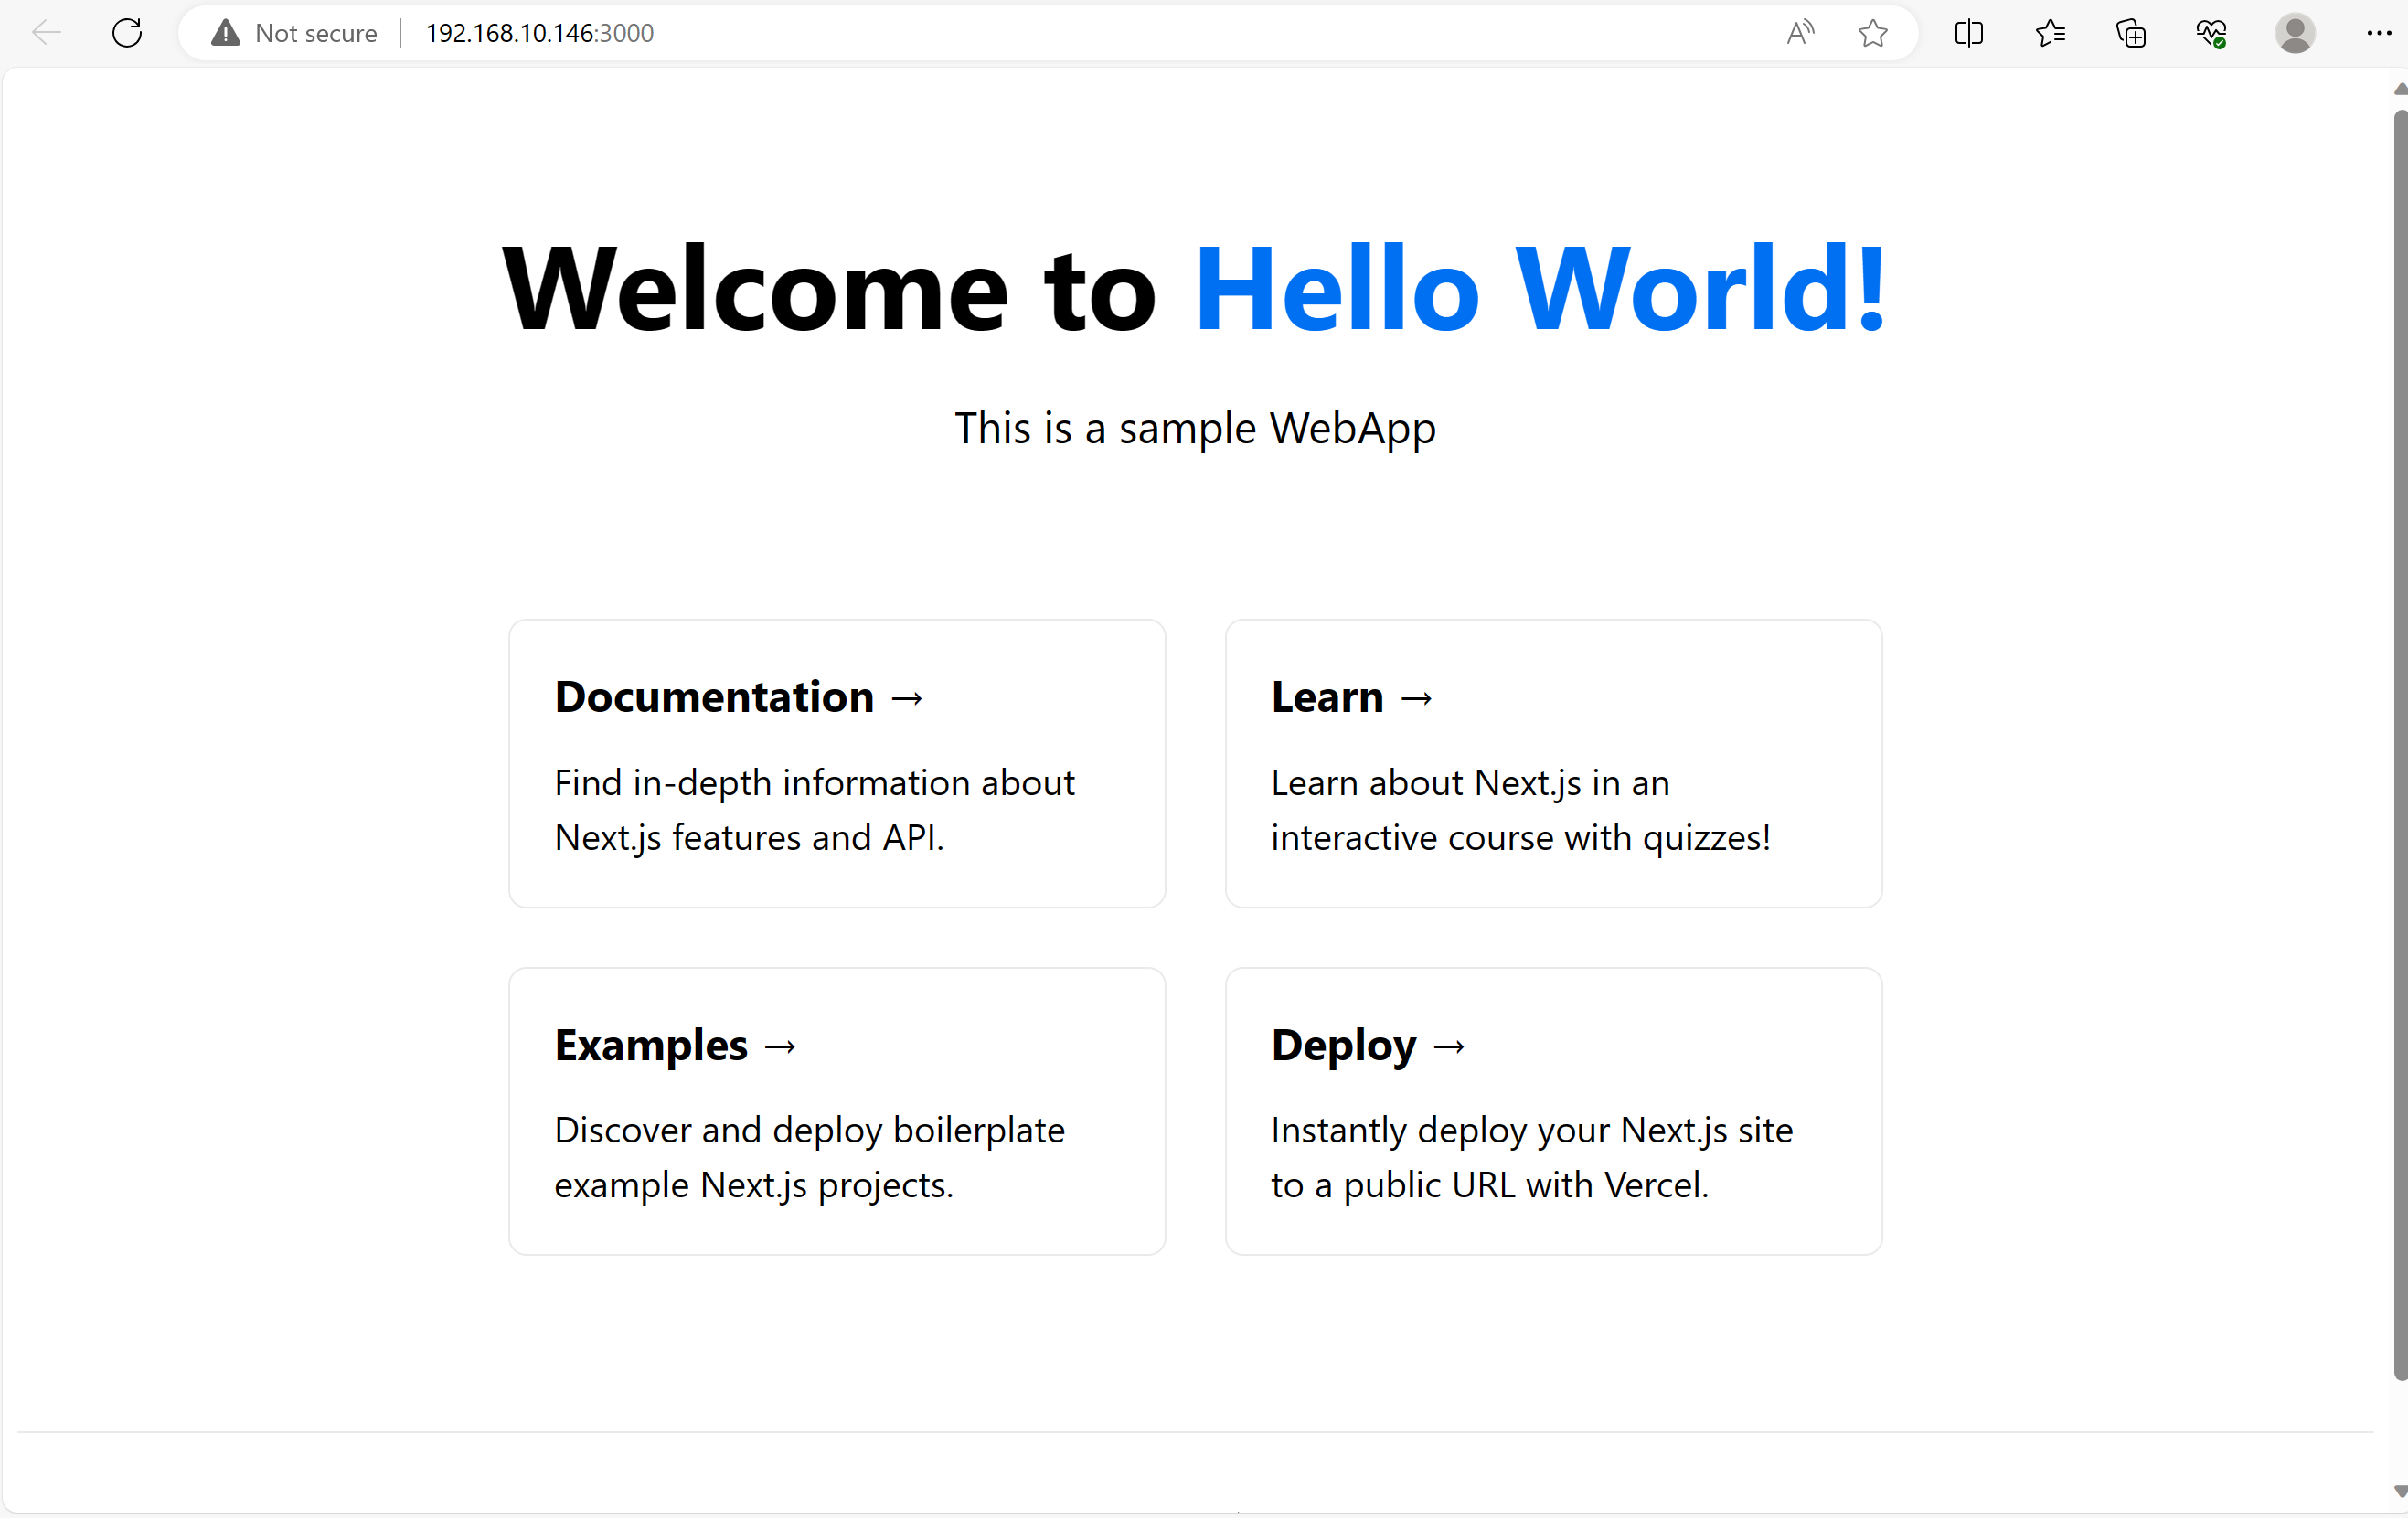 Not secure | 192.168.10.146:3000
Welcome to Hello World!
This is a sample WebApp
Documentation →
Find in-depth information about
Next.js features and API.
Learn →
Learn about Next.js in an
interactive course with quizzes!
Examples →
Discover and deploy boilerplate
example Next.js projects.
Deploy →
Instantly deploy your Next.js site
to a public URL with Vercel.